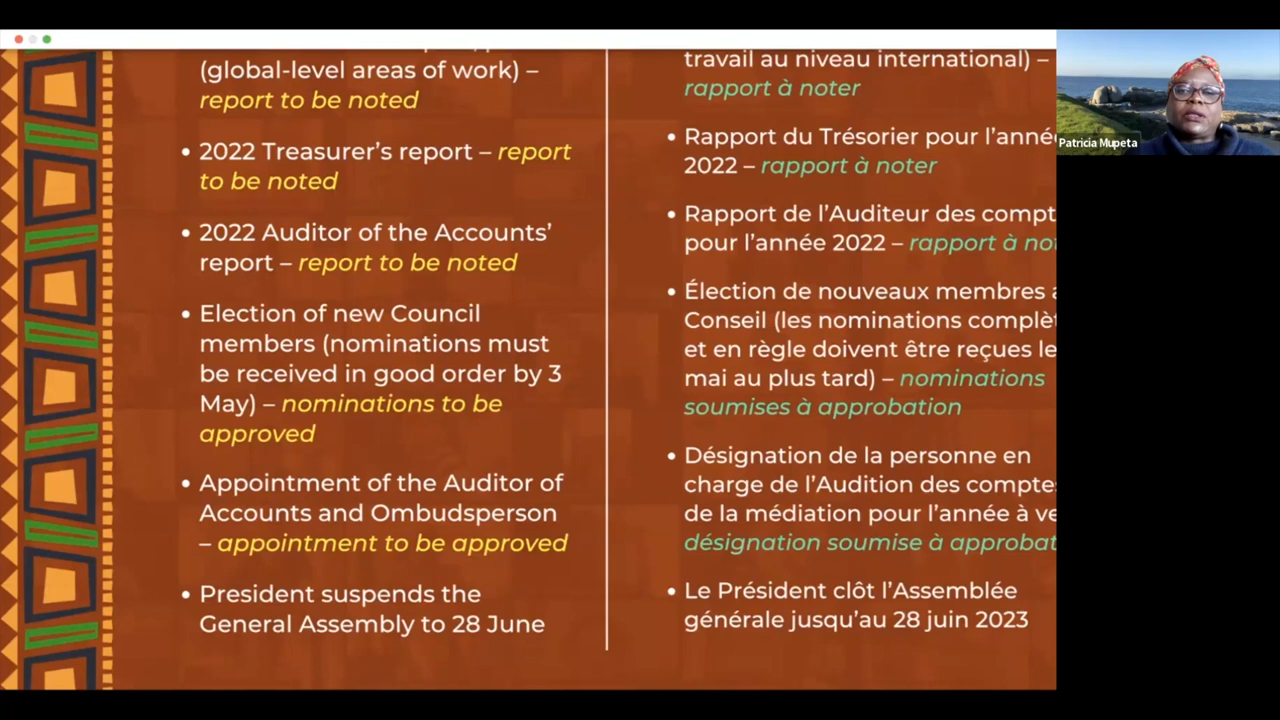 (global-level areas of work) –
report to be noted
• 2022 Treasurer’s report – report
to be noted
• 2022 Auditor of the Accounts’
report – report to be noted
• Election of new Council
members (nominations must
be received in good order by 3
May) – nominations to be
approved
• Appointment of the Auditor of
Accounts and Ombudsperson
– appointment to be approved
• President suspends the
General Assembly to 28 June
travail au niveau international) –
rapport à noter
• Rapport du Trésorier pour l’année
2022 – rapport à noter
• Rapport de l’Auditeur des compt
pour l’année 2022 – rapport à no
• Élection de nouveaux membres a
Conseil (les nominations complèt
et en règle doivent être reçues le
mai au plus tard) – nominations
soumises à approbation
• Désignation de la personne en
charge de l’Audition des compte
de la médiation pour l’année à ve
désignation soumise à approbat
• Le Président clôt l’Assemblée
générale jusqu’au 28 juin 2023
Patricia Mupeta